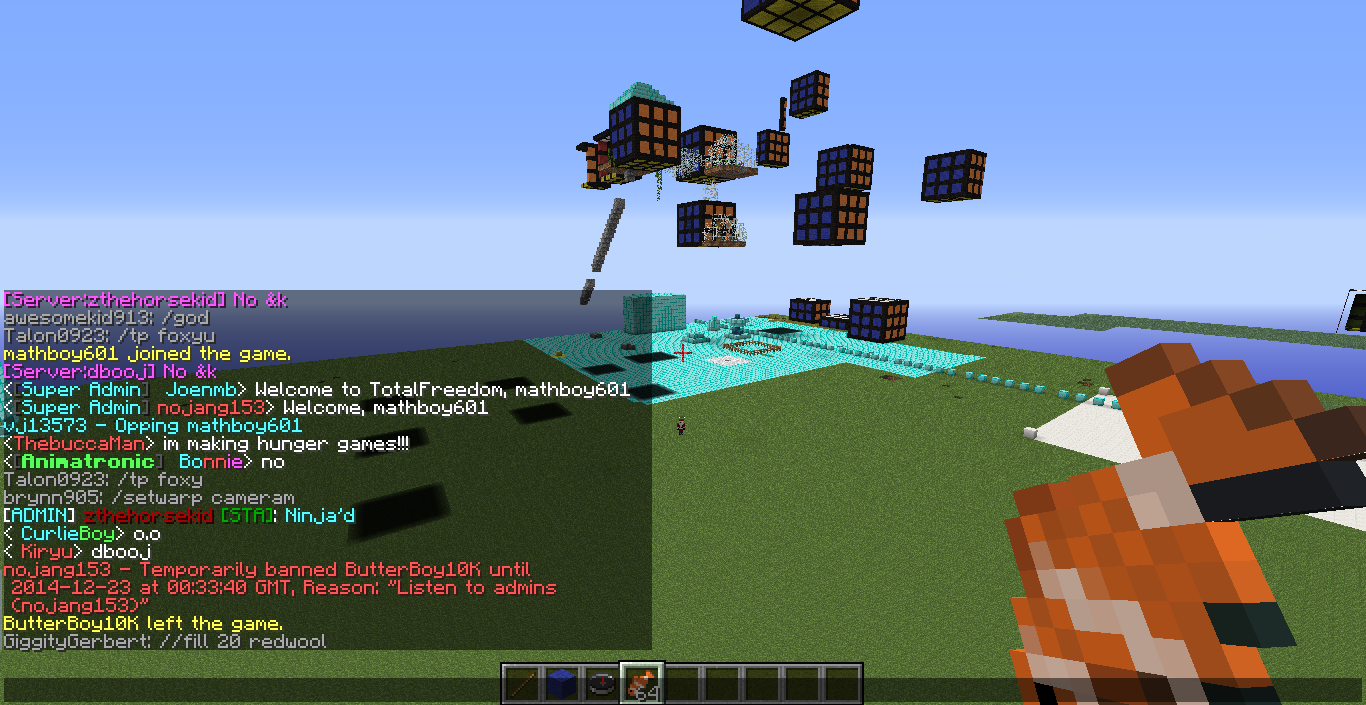 [Server:zthehorsekid] No &k
awesomekid913: /god
Talon0923: /tp foxyu
mathboy601 joined the game.
[Server:dbooj] No &k
<[Super Admin] Joenmb> Welcome to TotalFreedom, mathboy601
<[Super Admin] nojang153> Welcome, mathboy601
vj13573 - Opping mathboy601
<ThebuccaMan> im making hunger games!!!
<[Animatronic] Bonnie> no
Talon0923: /tp foxy
brynn905: /setwarp cameram
[ADMIN] zthehorsekid [STA]: Ninja'd
< CurlieBoy> o.o
< Kiryu> dbooj
nojang153 - Temporarily banned ButterBoy10K until
2014-12-23 at 00:33:40 GMT, Reason: "Listen to admins
(nojang153)"
ButterBoy10K left the game.
GiggityGerbert: //fill 20 redwool
64